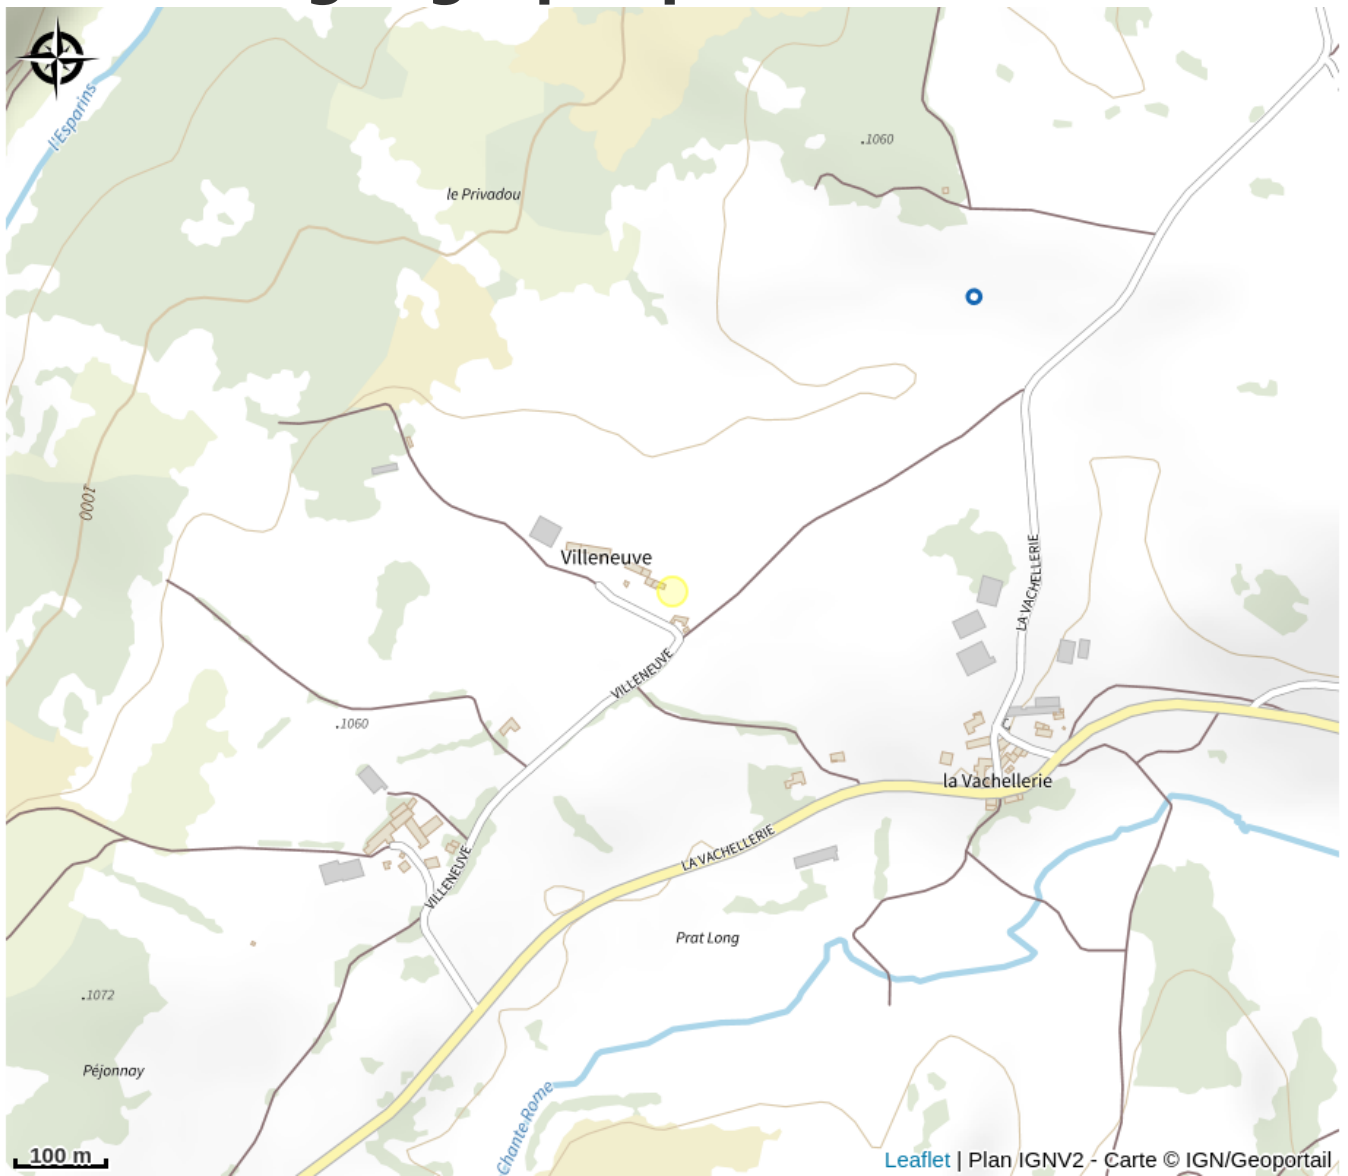 l'Esparins
.1060
le Privadou
1000
Villeneuve
LA VACHELLERIE
VILLENEUVE
.1060
la Vachellerie
LA VACHELLERIE
VILLENEUVE
Prat Long
.1072
Péjonnay
Chante Rome
100 m
Leaflet | Plan IGNV2 - Carte © IGN/Geoportail